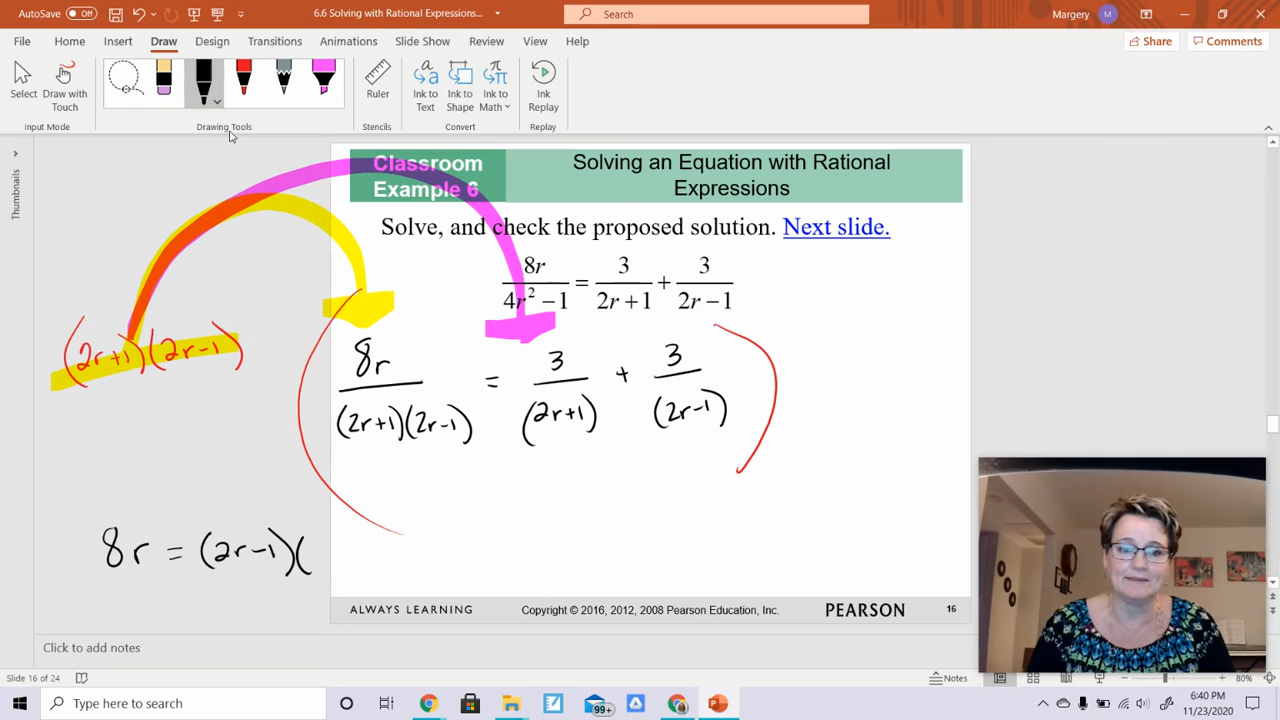 AutoSave Off 6.6 Solving with Rational Expressions... Search Margery M
File Home Insert Draw Design Transitions Animations Slide Show Review View Help Share Comments
Select Draw with Touch Ruler Ink to Text Ink to Shape Ink to Math Ink Replay
Input Mode Drawing Tools Stencils Convert Replay
Thumbnails
Classroom Example 6
Solving an Equation with Rational
Expressions
Solve, and check the proposed solution. Next slide.
8r/(4r² − 1) = 3/(2r + 1) + 3/(2r − 1)
(2r+1)(2r-1)
8r/((2r+1)(2r-1)) = 3/(2r+1) + 3/(2r-1)
8r = (2r-1)(
ALWAYS LEARNING Copyright © 2016, 2012, 2008 Pearson Education, Inc. PEARSON 16
Click to add notes
Slide 16 of 24 Notes 80%
Type here to search 99+ 6:40 PM
11/23/2020